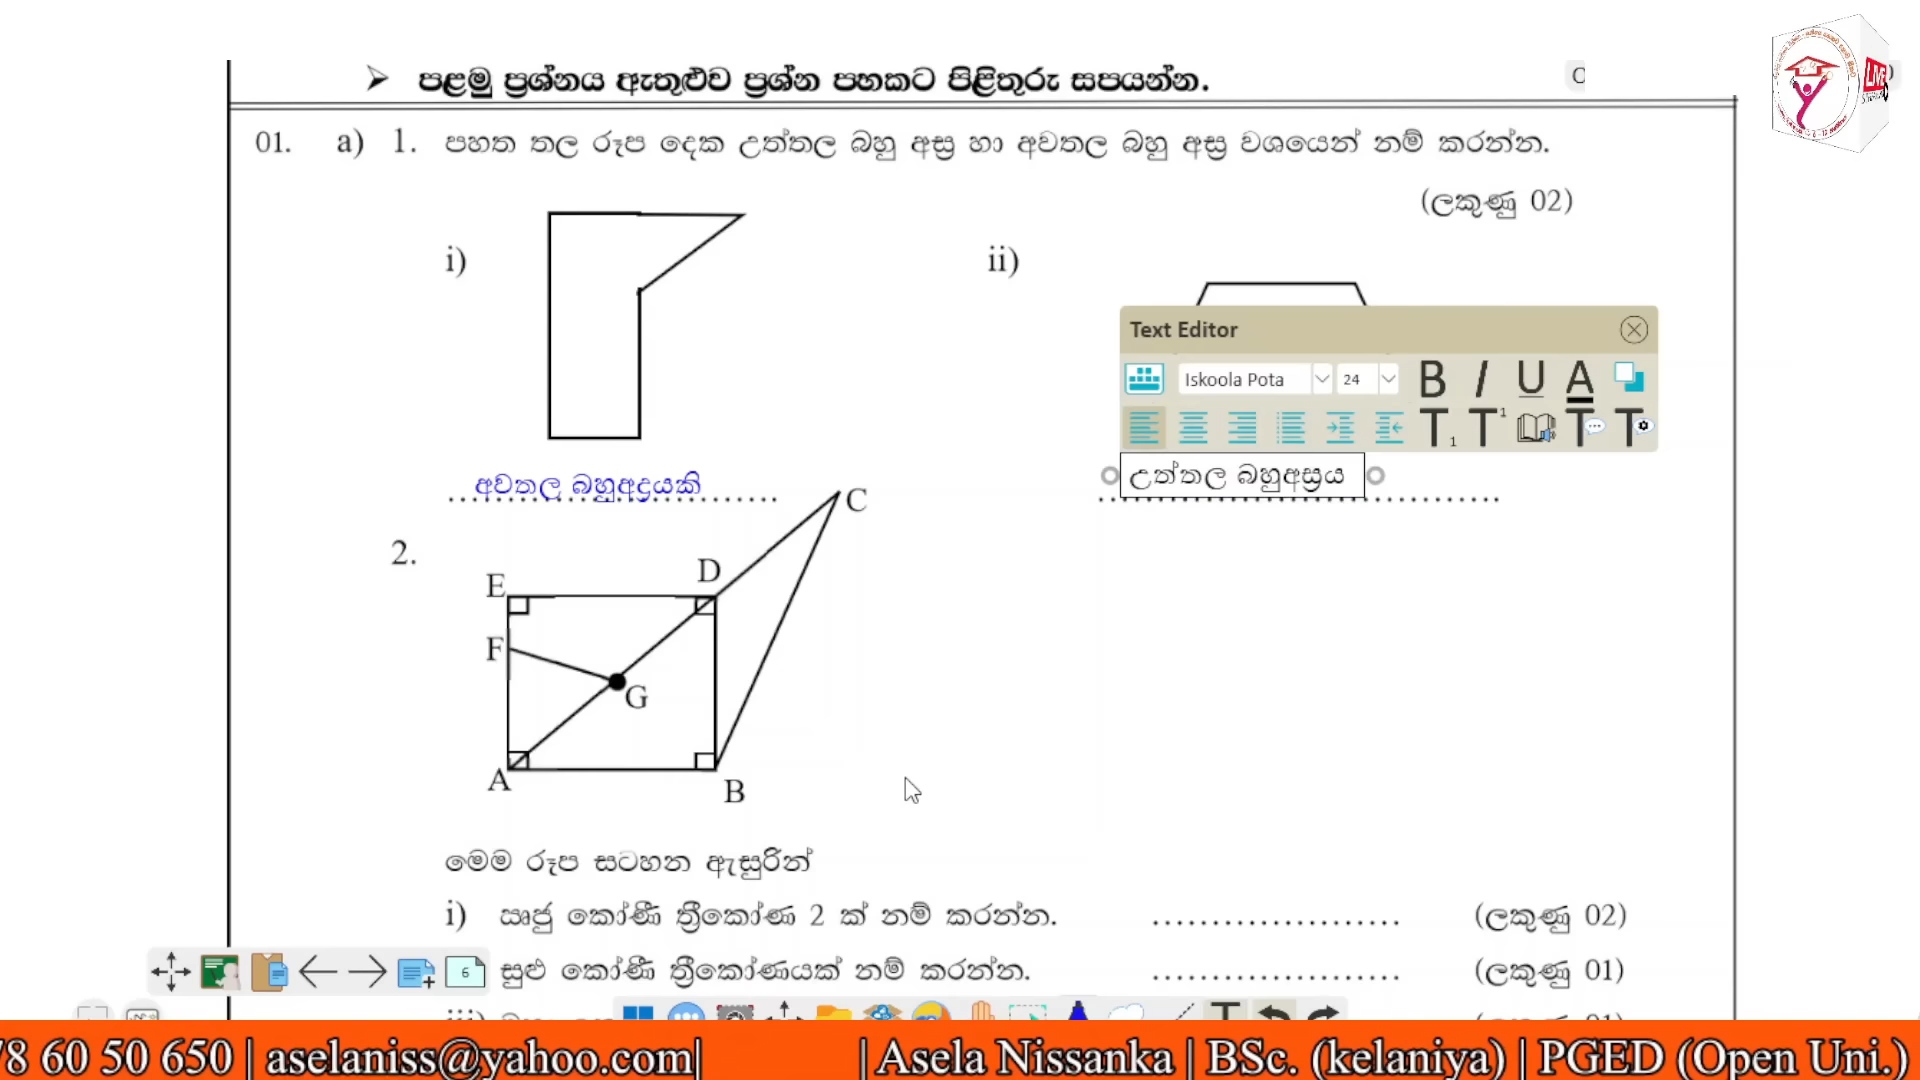 ➤ පළමු ප්‍රශ්නය ඇතුළුව ප්‍රශ්න පහකට පිළිතුරු සපයන්න.
01. a) 1. පහත තල රූප දෙක උත්තල බහු අස්‍ර හා අවතල බහු අස්‍ර වශයෙන් නම් කරන්න.
(ලකුණු 02)
i) ii)
Text Editor
Iskoola Pota 24 B I U A
අවතල බහුඅද්‍රයකි
උත්තල බහුඅස්‍රය
2.
C
D
E
F
G
A
B
මෙම රූප සටහන ඇසුරින්
i) ඍජු කෝණී ත්‍රීකෝණ 2 ක් නම් කරන්න. .................... (ලකුණු 02)
6 සුළු කෝණී ත්‍රීකෝණයක් නම් කරන්න. .................... (ලකුණු 01)
78 60 50 650 | aselaniss@yahoo.com| | Asela Nissanka | BSc. (kelaniya) | PGED (Open Uni.) |